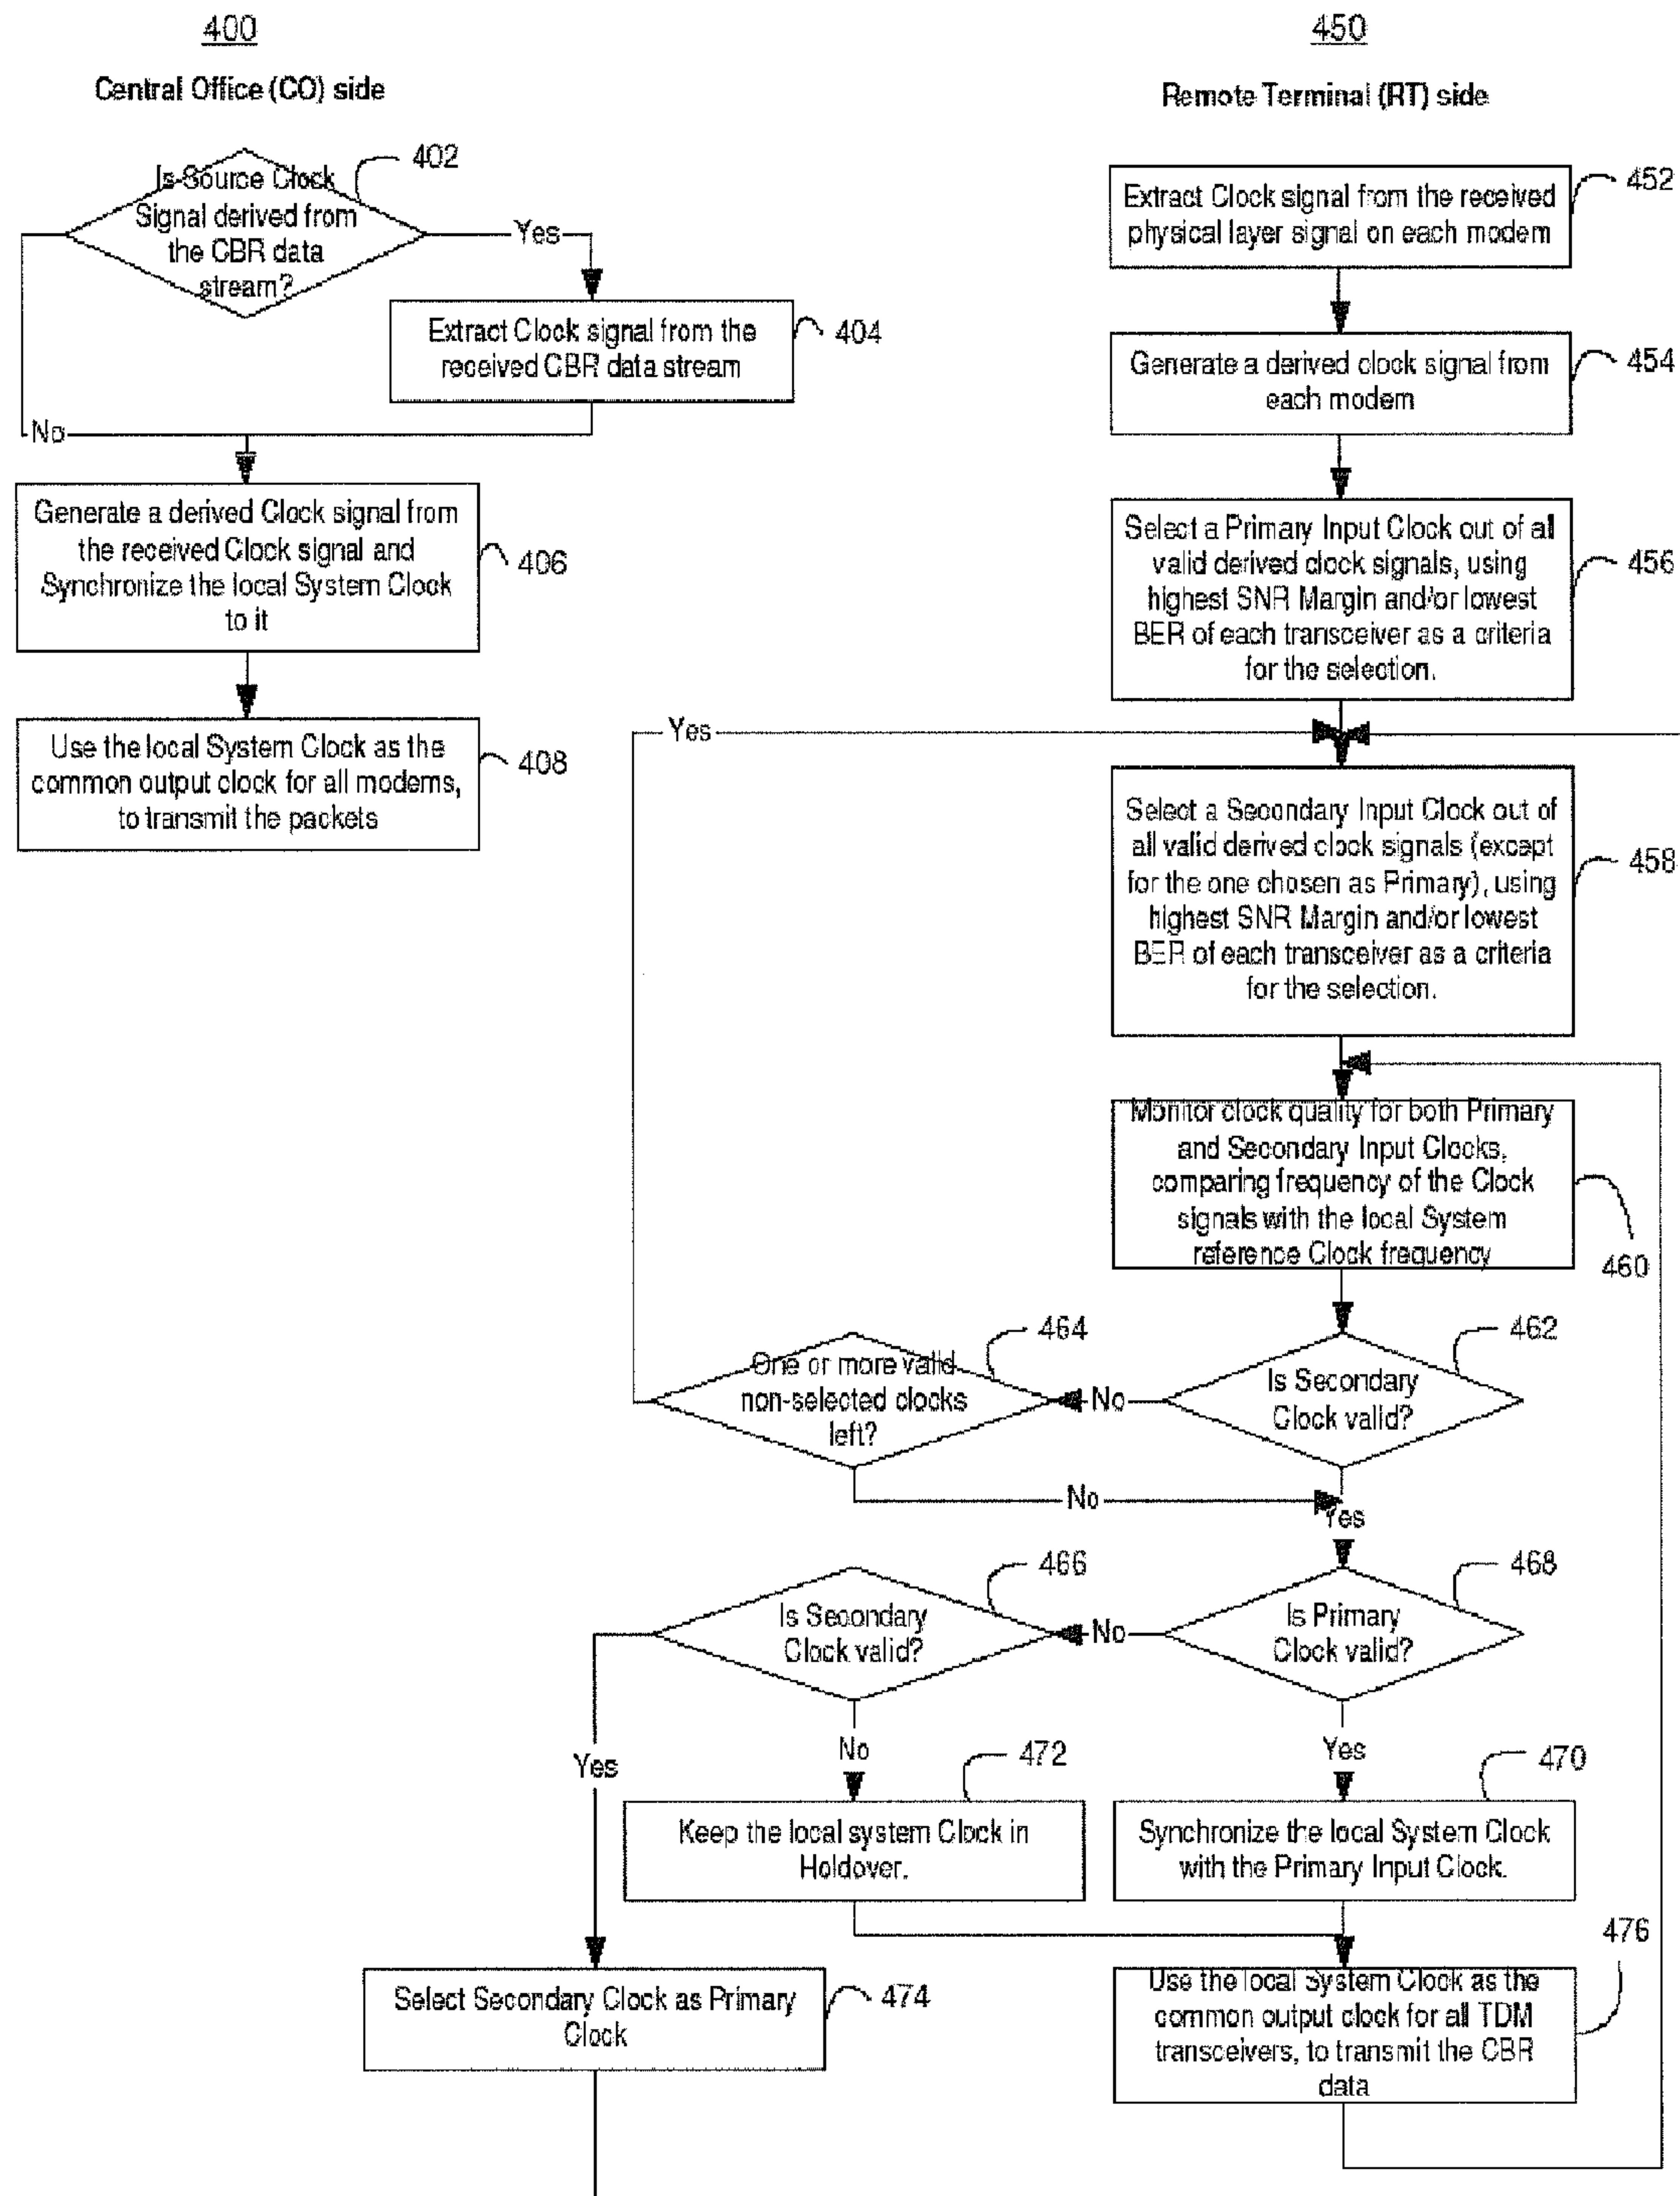 400
Central Office (CO) side
Is Source Clock
Signal derived from
the CBR data
stream?
402
Yes
Extract Clock signal from the
received CBR data stream
404
No
Generate a derived Clock signal from
the received Clock signal and
Synchronize the local System Clock
to it
406
Use the local System Clock as the
common output clock for all modems,
to transmit the packets
408
450
Remote Terminal (RT) side
Extract Clock signal from the received
physical layer signal on each modem
452
Generate a derived clock signal from
each modem
454
Select a Primary Input Clock out of all
valid derived clock signals, using
highest SNR Margin and/or lowest
BER of each transceiver as a criteria
for the selection.
456
Yes
Select a Secondary Input Clock out of
all valid derived clock signals (except
for the one chosen as Primary), using
highest SNR Margin and/or lowest
BER of each transceiver as a criteria
for the selection.
458
Monitor clock quality for both Primary
and Secondary Input Clocks,
comparing frequency of the Clock
signals with the local System
reference Clock frequency
460
One or more valid
non-selected clocks
left?
464
No
Is Secondary
Clock valid?
462
No
Yes
Is Secondary
Clock valid?
466
No
Is Primary
Clock valid?
468
Yes
No
Yes
Keep the local system Clock in
Holdover.
472
Synchronize the local System Clock
with the Primary Input Clock.
470
Select Secondary Clock as Primary
Clock
474
Use the local System Clock as the
common output clock for all TDM
transceivers, to transmit the CBR
data
476